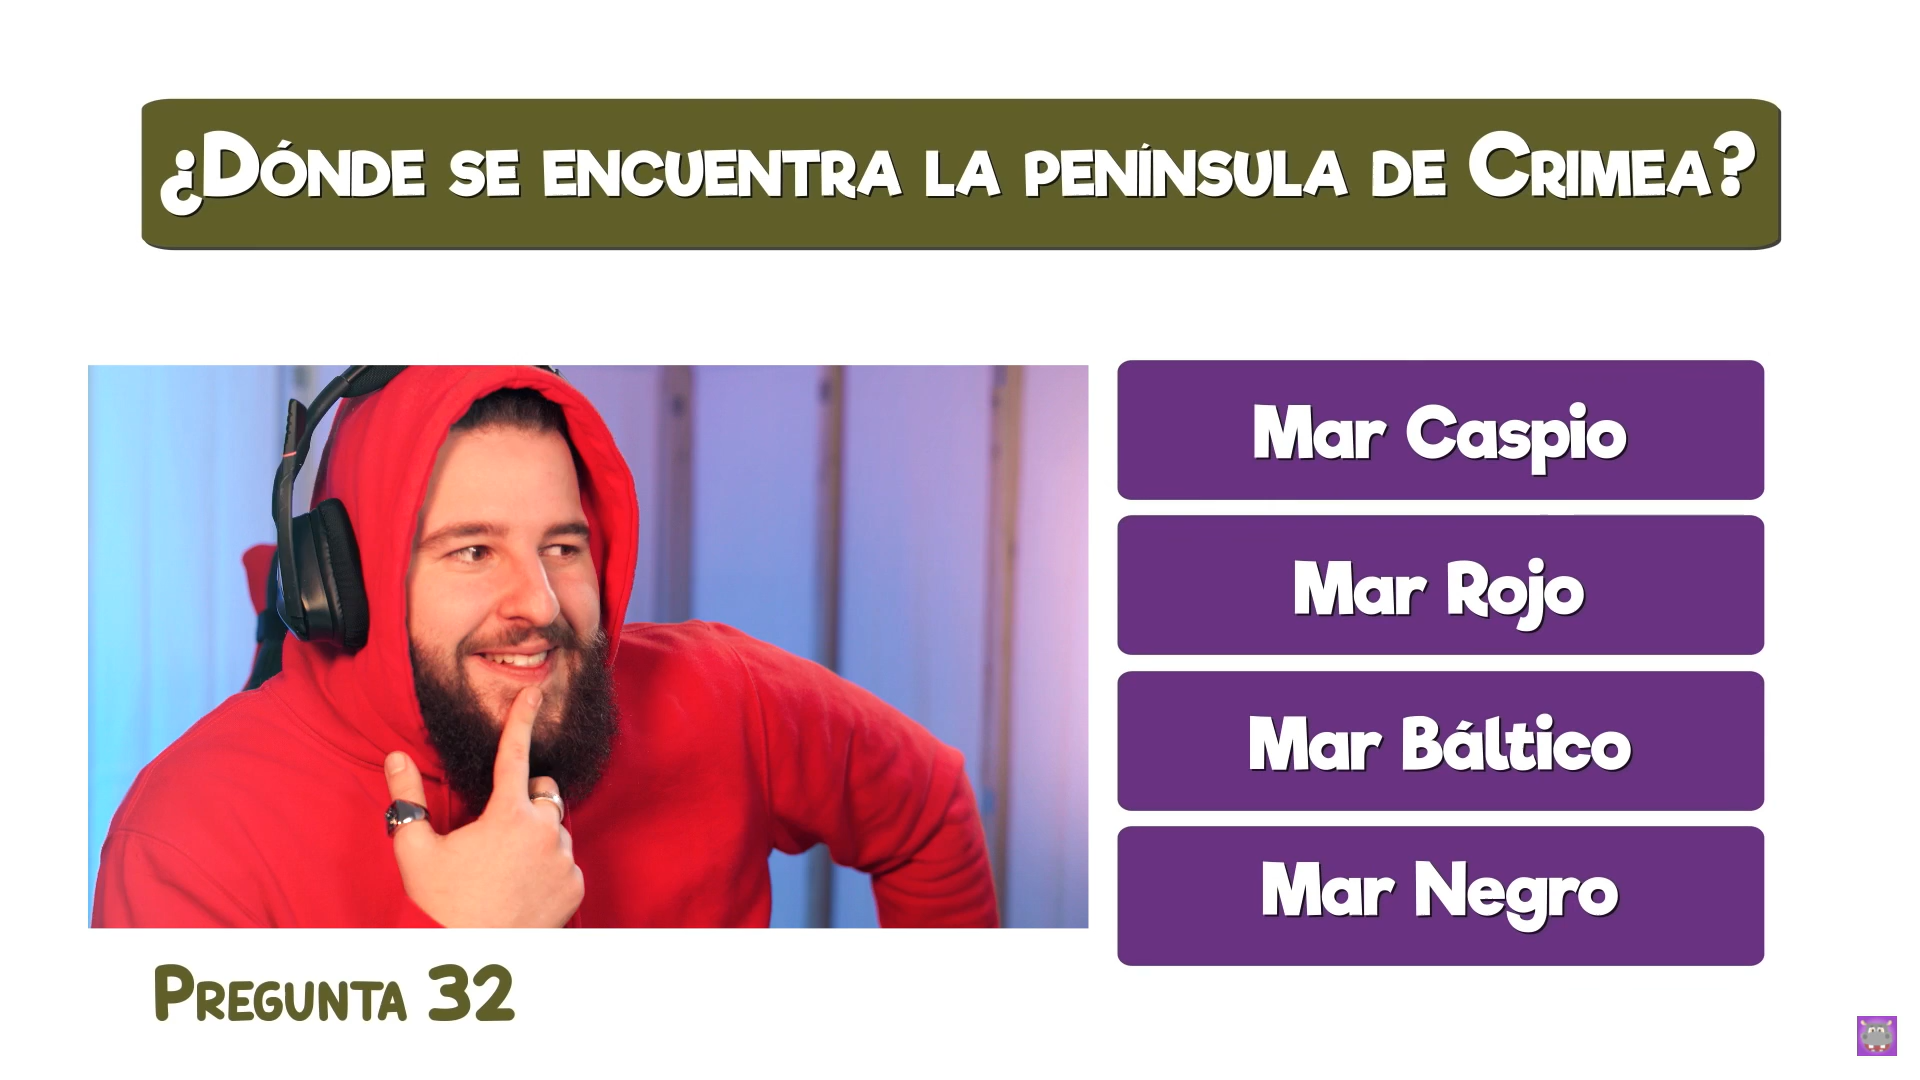 ¿Dónde se encuentra la península de Crimea?
Mar Caspio
Mar Rojo
Mar Báltico
Mar Negro
Pregunta 32